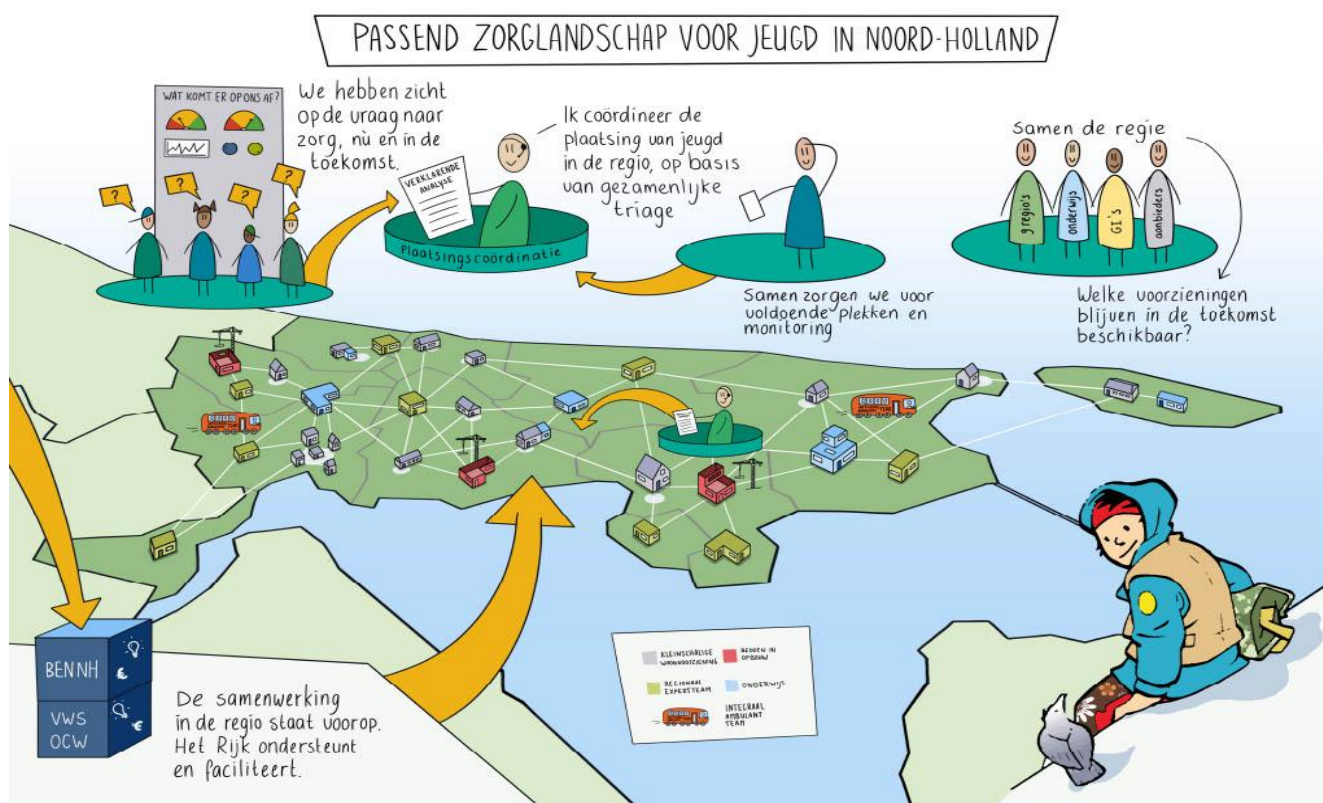 PASSEND ZORGLANDSCHAP VOOR JEUGD IN NOORD-HOLLAND
WAT KOMT ER OP ONS AF?
?
?
?
?
We hebben zicht
op de vraag naar
zorg, nù en in de
toekomst.
VERKLARENDE
ANALYSE
Plaatsingscoördinatie
Ik coördineer de
plaatsing van jeugd
in de regio, op basis
van gezamenlijke
triage
Samen zorgen we voor
voldoende plekken en
monitoring
Samen de regie
9 regio's
onderwijs
GI's
aanbieders
Welke voorzieningen
blijven in de toekomst
beschikbaar?
BENNH
€
VWS
OCW
€
De samenwerking
in de regio staat voorop.
Het Rijk ondersteunt
en faciliteert.
KLEINSCHALIGE
WOONVOORZIENING
BEDDEN IN
OPBOUW
REGIONAAL
EXPERTTEAM
ONDERWIJS
INTEGRAAL
AMBULANT
TEAM